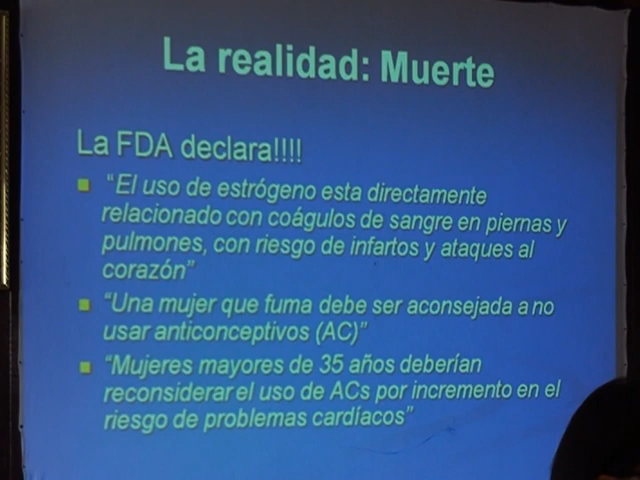 La realidad: Muerte
La FDA declara!!!!
"El uso de estrógeno esta directamente
relacionado con coágulos de sangre en piernas y
pulmones, con riesgo de infartos y ataques al
corazón"
"Una mujer que fuma debe ser aconsejada a no
usar anticonceptivos (AC)"
"Mujeres mayores de 35 años deberían
reconsiderar el uso de ACs por incremento en el
riesgo de problemas cardíacos"